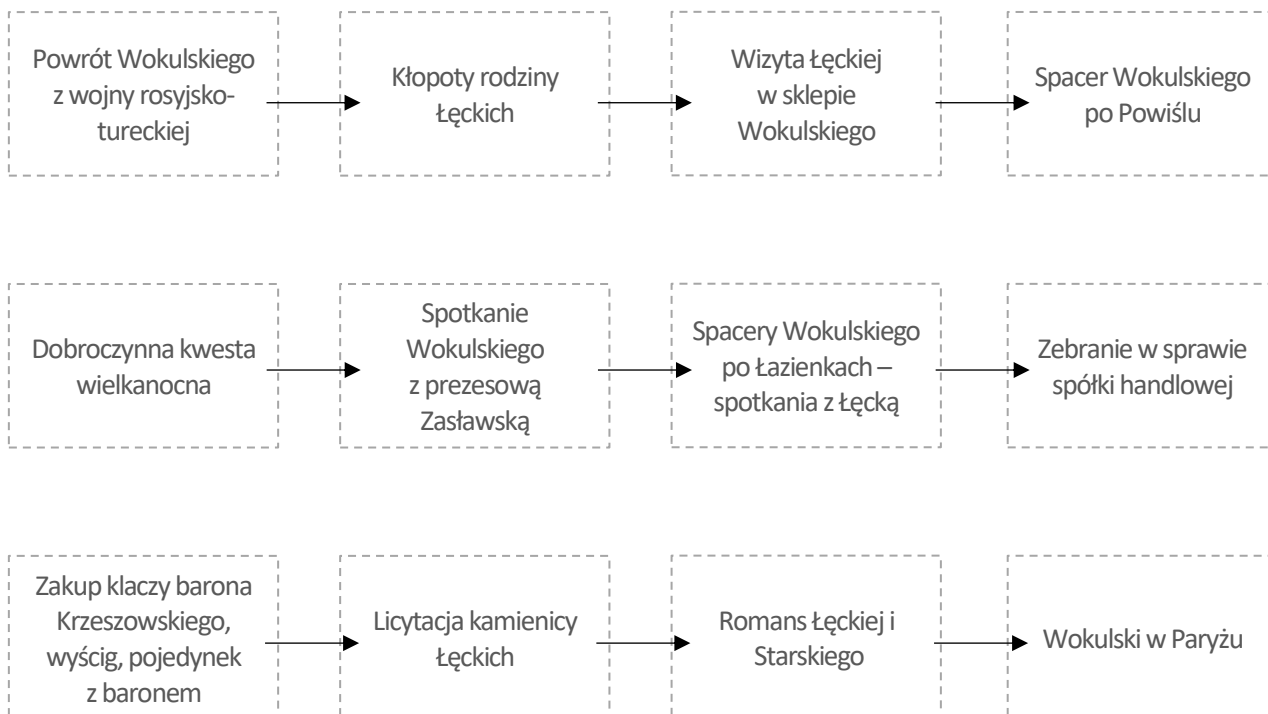 Powrót Wokulskiego
z wojny rosyjsko-
tureckiej
Kłopoty rodziny
Łęckich
Wizyta Łęckiej
w sklepie
Wokulskiego
Spacer Wokulskiego
po Powiślu
Dobroczynna kwesta
wielkanocna
Spotkanie
Wokulskiego
z prezesową
Zasławską
Spacery Wokulskiego
po Łazienkach –
spotkania z Łęcką
Zebranie w sprawie
spółki handlowej
Zakup klaczy barona
Krzeszowskiego,
wyścig, pojedynek
z baronem
Licytacja kamienicy
Łęckich
Romans Łęckiej i
Starskiego
Wokulski w Paryżu